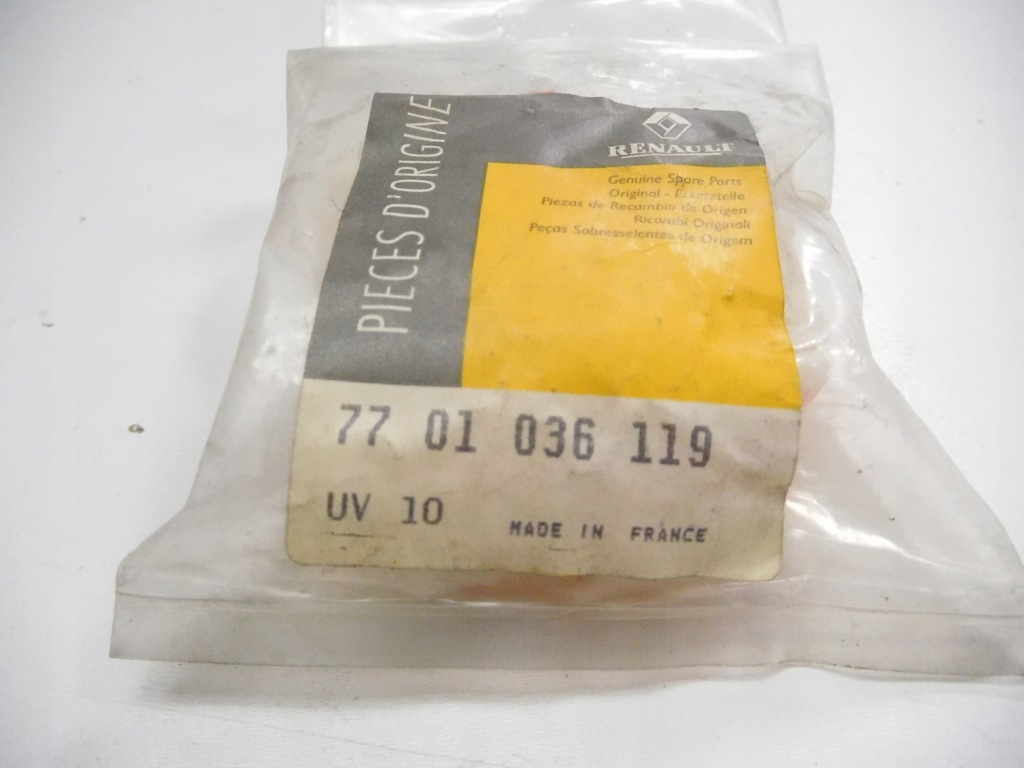 PIECES D'ORIGINE
RENAULT
Genuine Spare Parts
Original - Ersatzteile
Piezas de Recambio de Origen
Ricambi Originali
Peças Sobresselentes de Origem
77 01 036 119
UV 10
MADE IN FRANCE